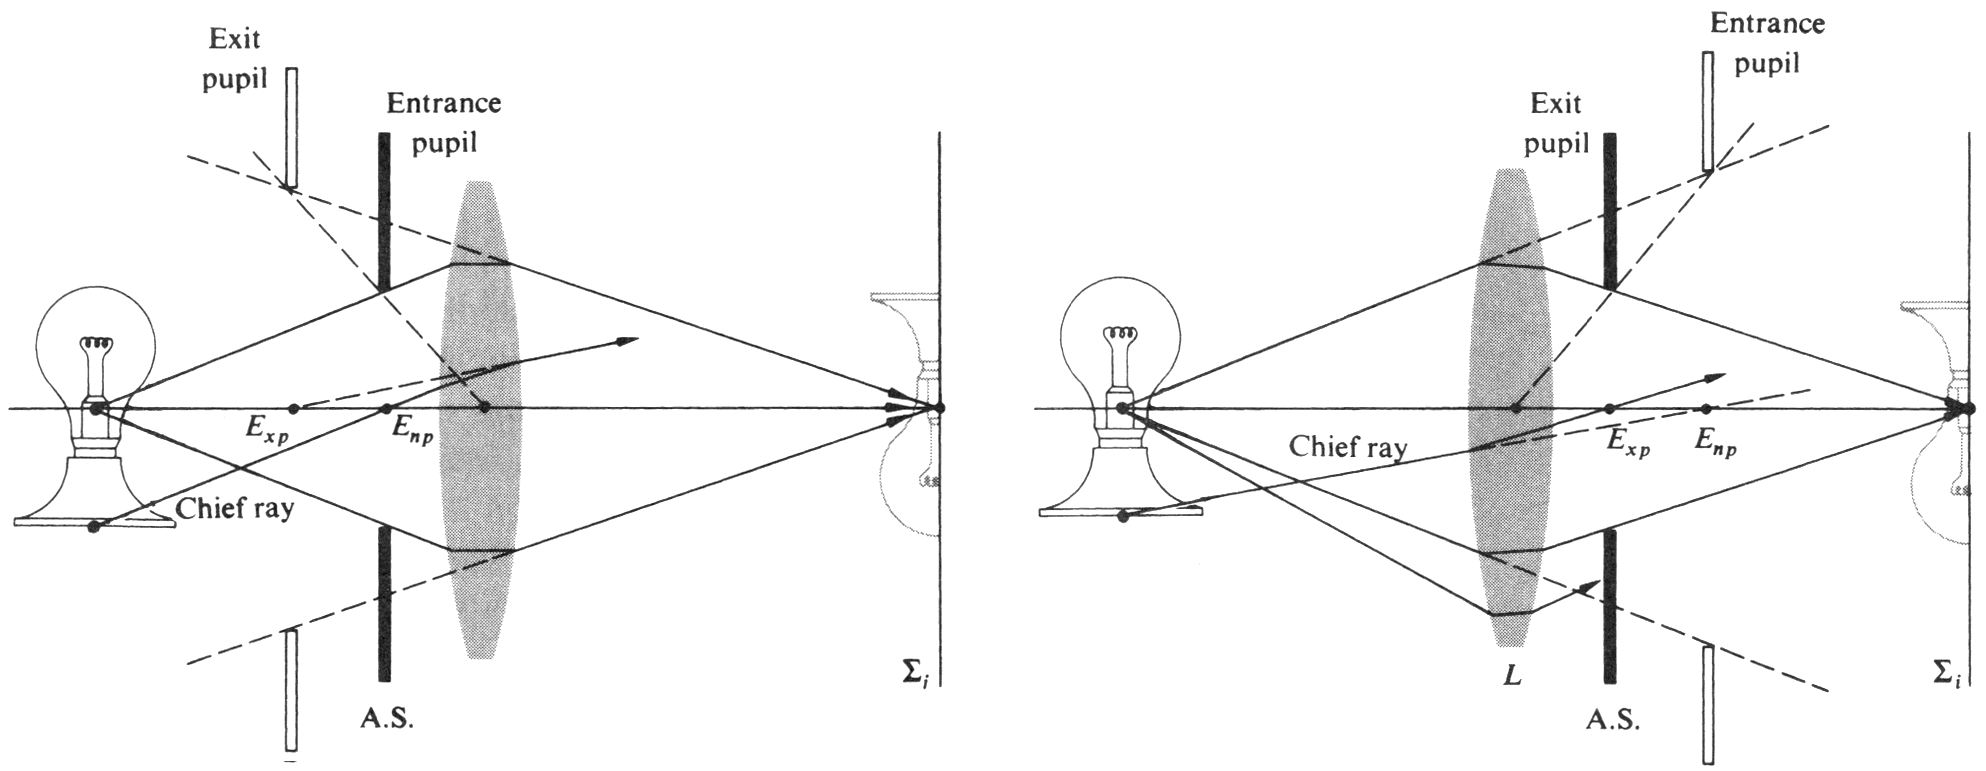 Exit
pupil
Entrance
pupil
E_xp
E_np
Chief ray
Σ_i
A.S.
Entrance
pupil
Exit
pupil
Chief ray
E_xp
E_np
L
Σ_i
A.S.